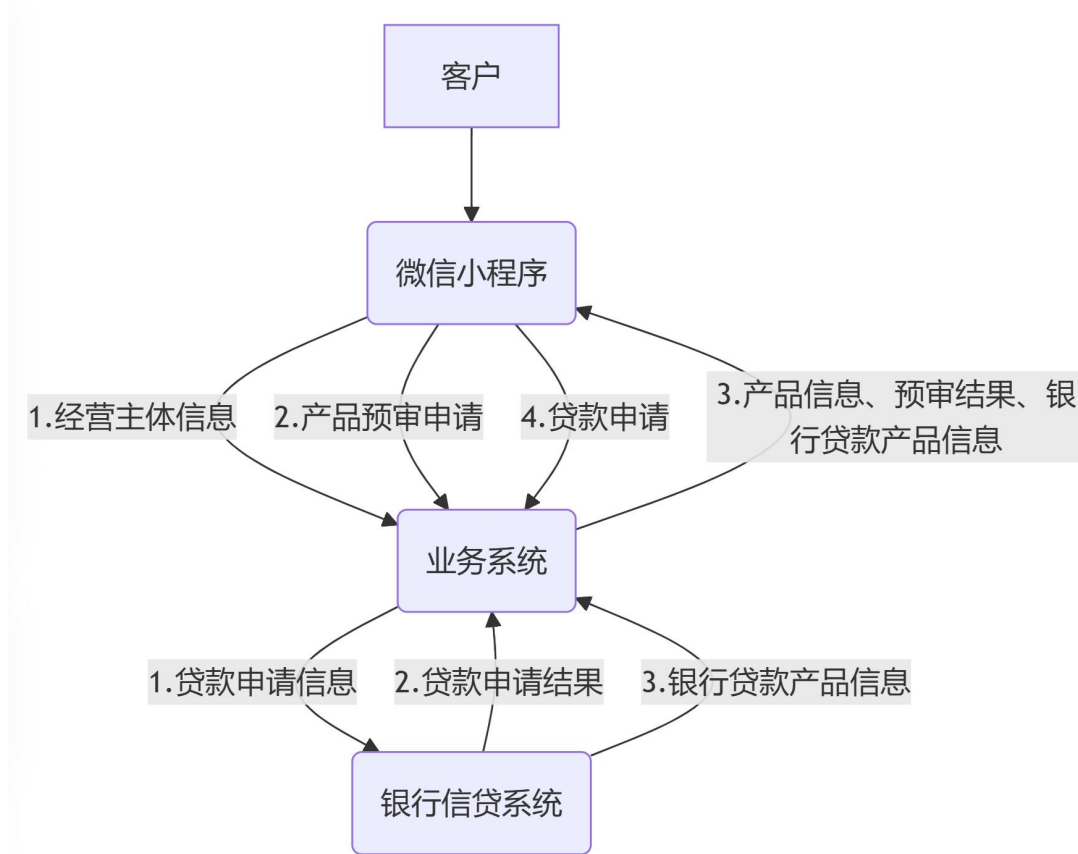 客户
微信小程序
1.经营主体信息
2.产品预审申请
4.贷款申请
3.产品信息、预审结果、银
行贷款产品信息
业务系统
1.贷款申请信息
2.贷款申请结果
3.银行贷款产品信息
银行信贷系统